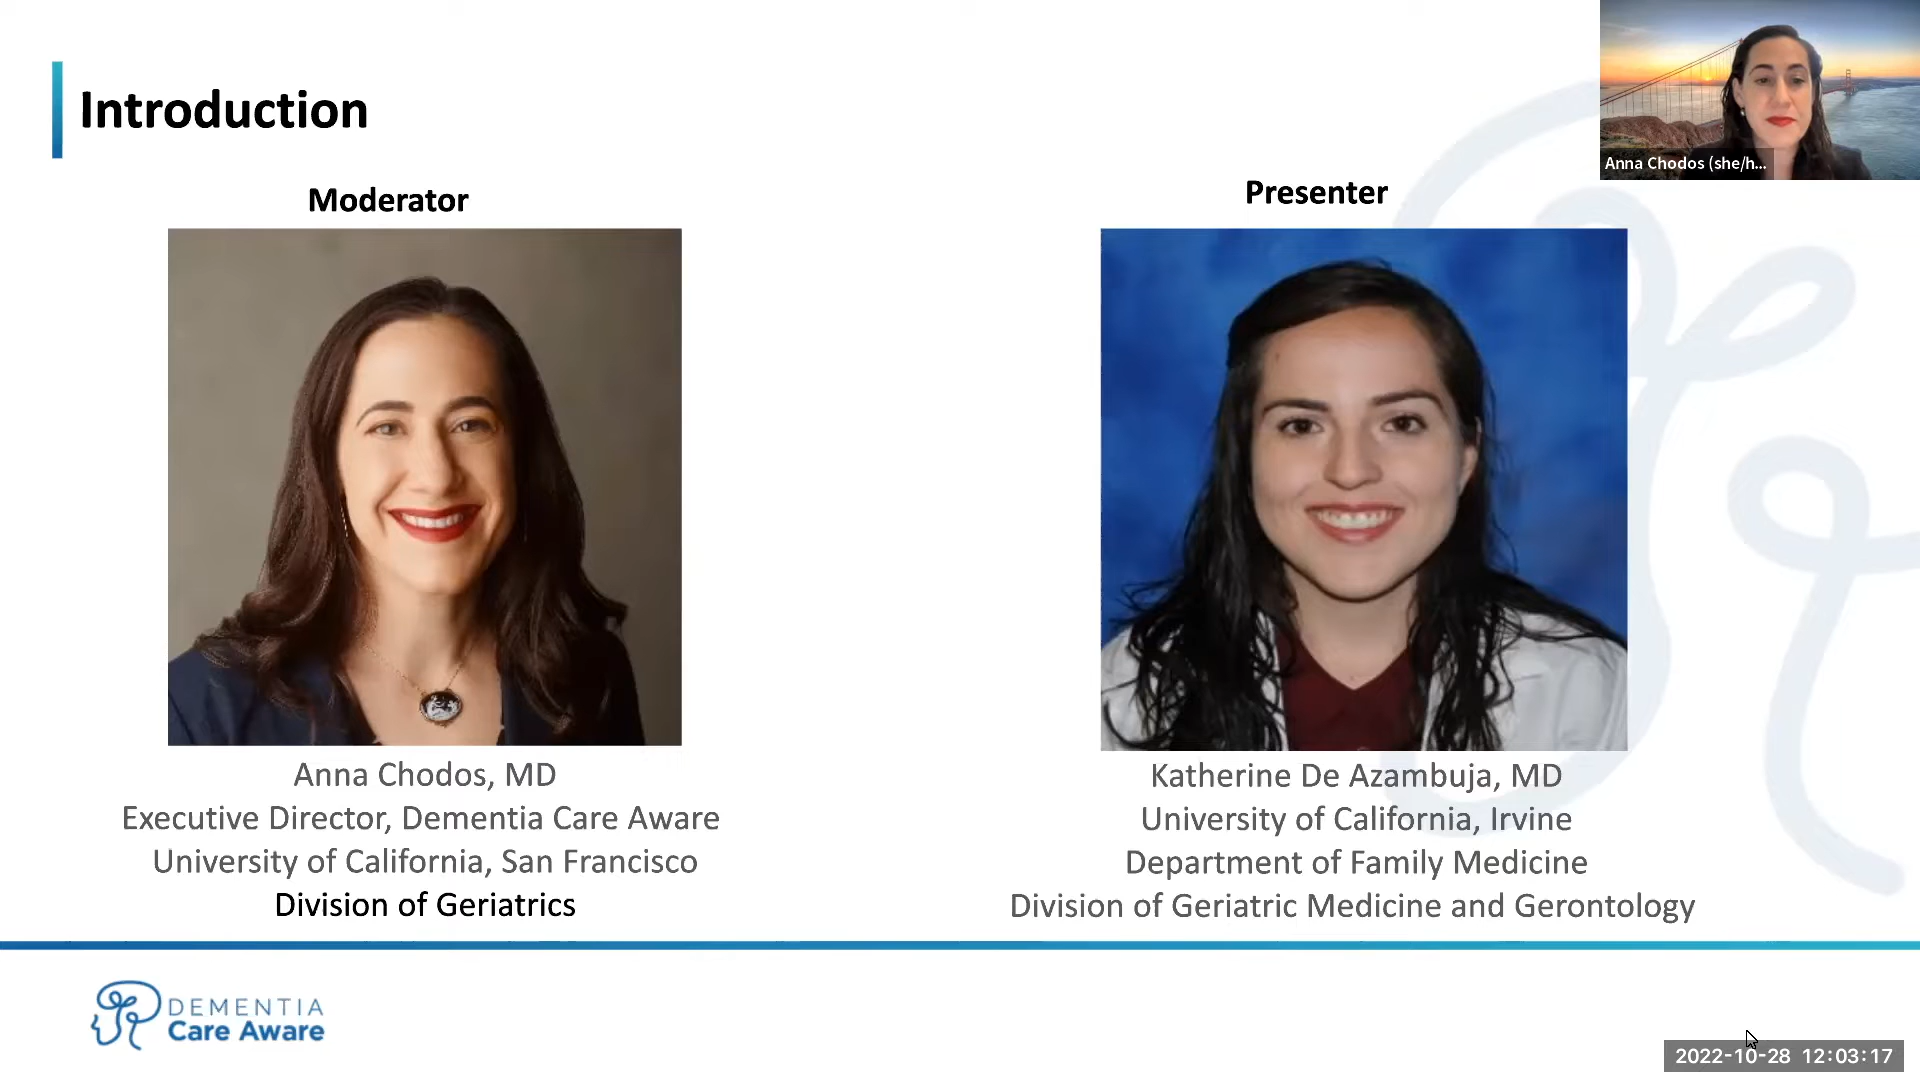 Introduction
Anna Chodos (she/h...
Moderator
Presenter
Anna Chodos, MD
Executive Director, Dementia Care Aware
University of California, San Francisco
Division of Geriatrics
Katherine De Azambuja, MD
University of California, Irvine
Department of Family Medicine
Division of Geriatric Medicine and Gerontology
DEMENTIA
Care Aware
2022-10-28 12:03:17